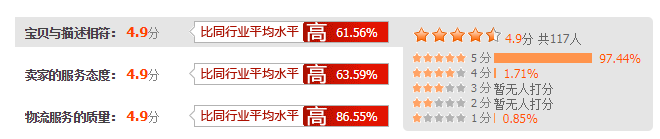 宝贝与描述相符： 4.9分 比同行业平均水平 高 61.56%
卖家的服务态度： 4.9分 比同行业平均水平 高 63.59%
物流服务的质量： 4.9分 比同行业平均水平 高 86.55%
4.9分 共117人
5分 97.44%
4分 1.71%
3分 暂无人打分
2分 暂无人打分
1分 0.85%